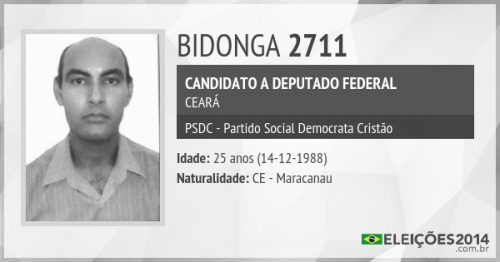 BIDONGA 2711
CANDIDATO A DEPUTADO FEDERAL
CEARÁ
PSDC - Partido Social Democrata Cristão
Idade: 25 anos (14-12-1988)
Naturalidade: CE - Maracanau
ELEIÇÕES2014
.com.br